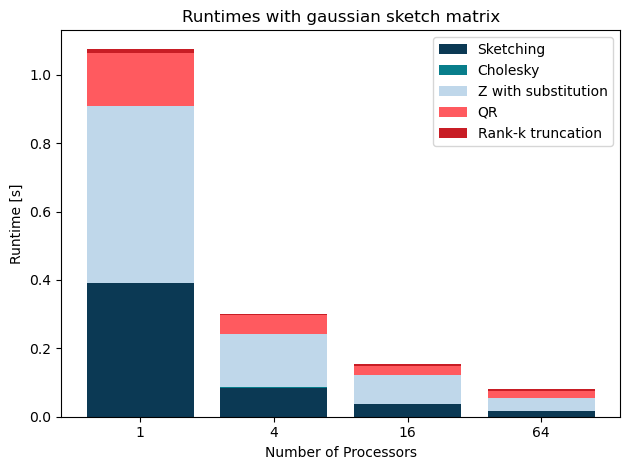 Runtimes with gaussian sketch matrix
Sketching
Cholesky
Z with substitution
QR
Rank-k truncation
Runtime [s]
1.0
0.8
0.6
0.4
0.2
0.0
1 4 16 64
Number of Processors